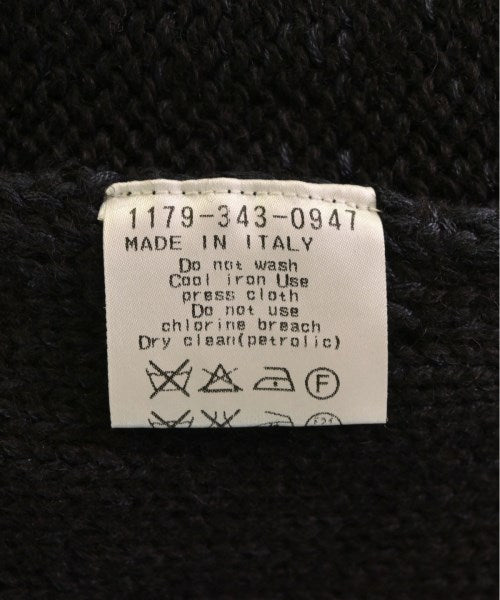 1179-343-0947
MADE IN ITALY
Do not wash
Cool iron Use
press cloth
Do not use
chlorine breach
Dry clean(petrolic)
F